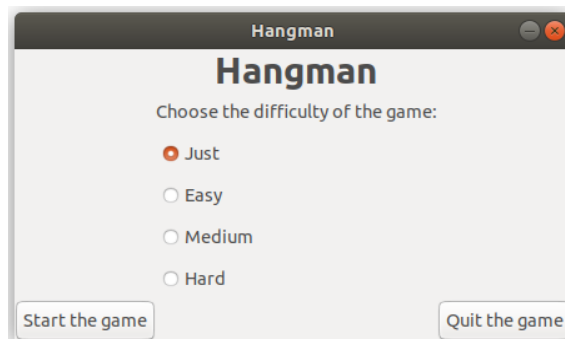 Hangman
Hangman
Choose the difficulty of the game:
Just
Easy
Medium
Hard
Start the game
Quit the game